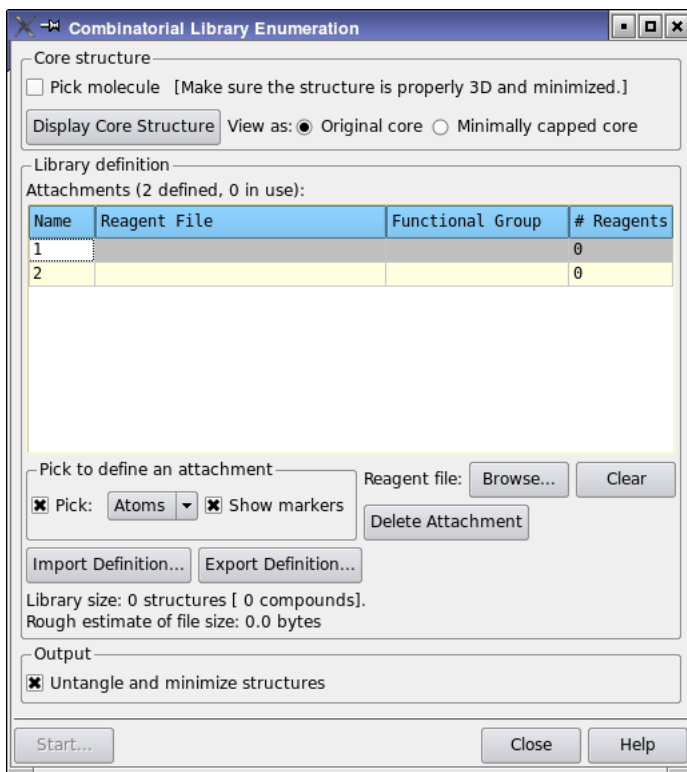 Combinatorial Library Enumeration
Core structure
Pick molecule [Make sure the structure is properly 3D and minimized.]
Display Core Structure View as: Original core Minimally capped core
Library definition
Attachments (2 defined, 0 in use):
Name Reagent File Functional Group # Reagents
1 0
2 0
Pick to define an attachment
Reagent file: Browse... Clear
Pick: Atoms Show markers
Delete Attachment
Import Definition... Export Definition...
Library size: 0 structures [ 0 compounds].
Rough estimate of file size: 0.0 bytes
Output
Untangle and minimize structures
Start... Close Help